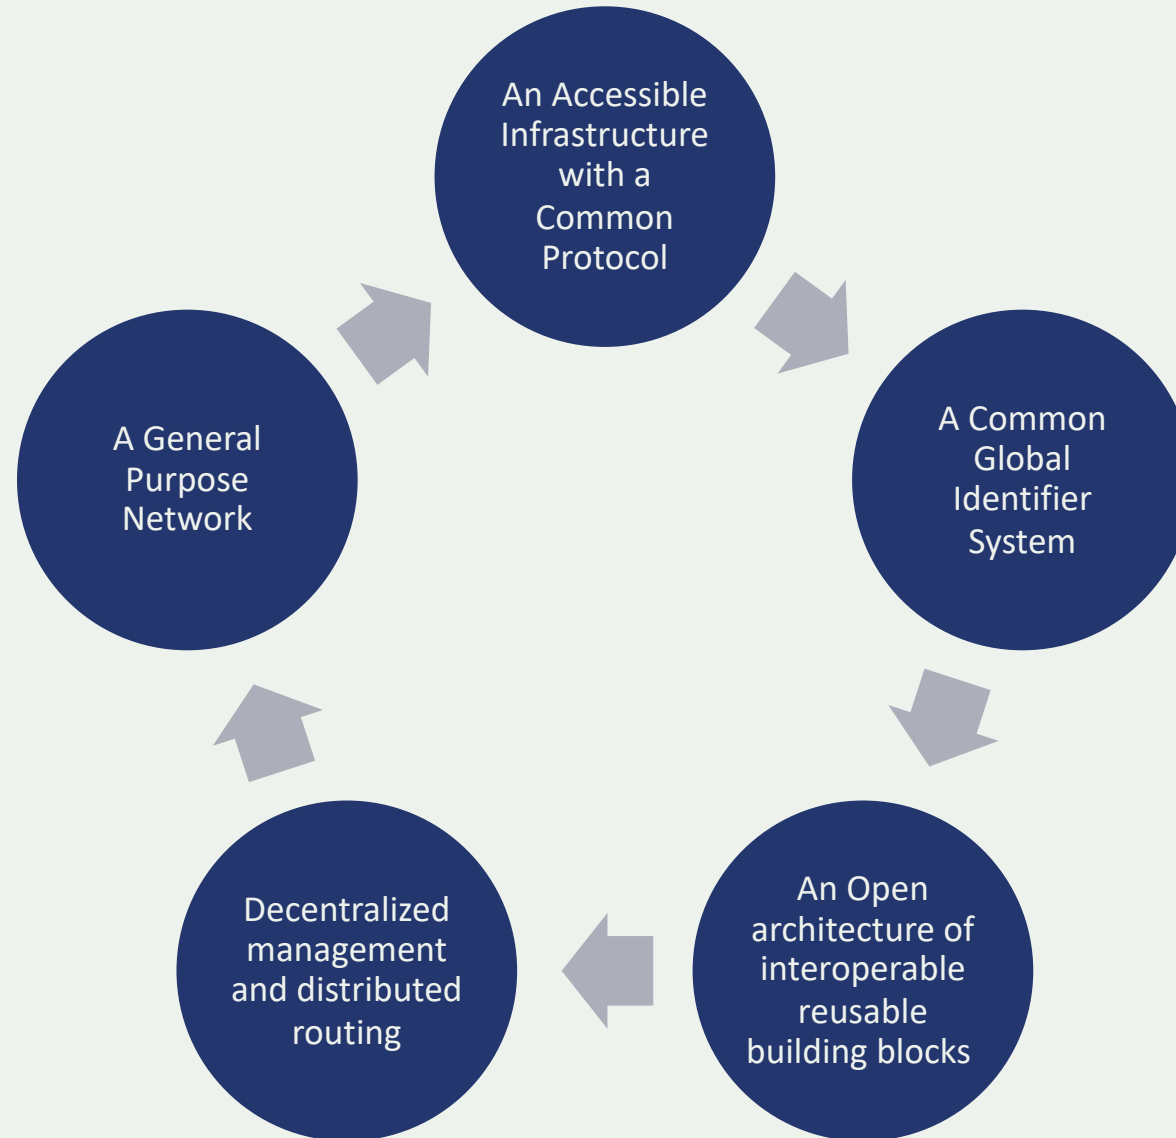 An Accessible
Infrastructure
with a
Common
Protocol
A Common
Global
Identifier
System
An Open
architecture of
interoperable
reusable
building blocks
Decentralized
management
and distributed
routing
A General
Purpose
Network